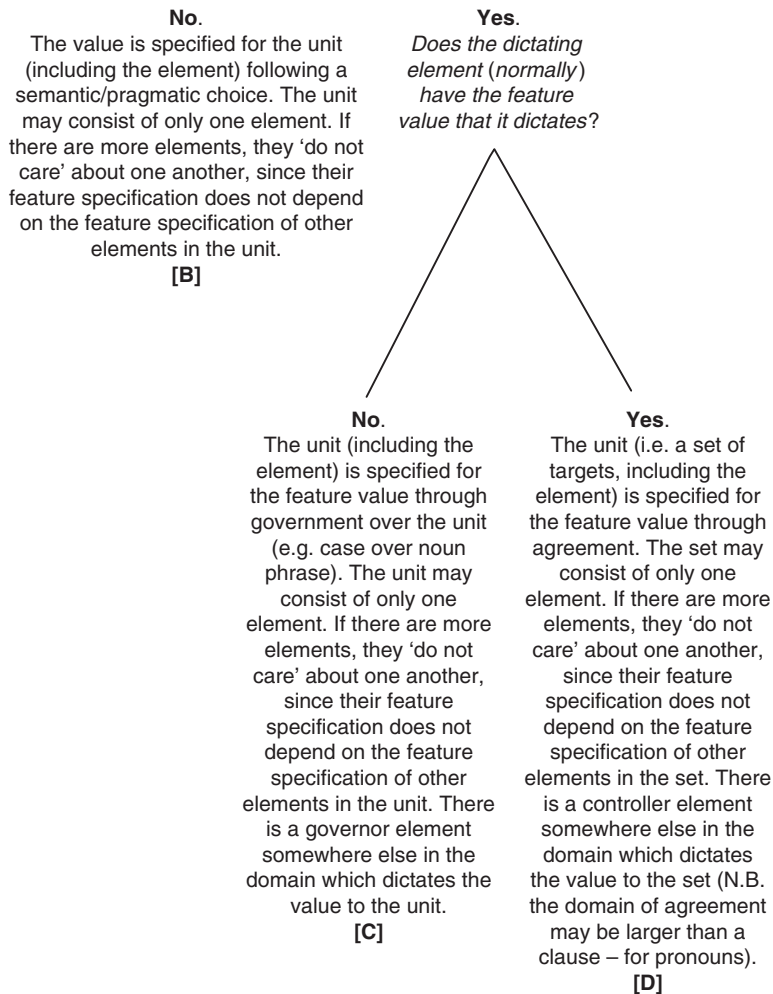 No.
The value is specified for the unit
(including the element) following a
semantic/pragmatic choice. The unit
may consist of only one element. If
there are more elements, they ‘do not
care’ about one another, since their
feature specification does not depend
on the feature specification of other
elements in the unit.
[B]
Yes.
Does the dictating
element (normally)
have the feature
value that it dictates?
No.
The unit (including the
element) is specified for
the feature value through
government over the unit
(e.g. case over noun
phrase). The unit may
consist of only one
element. If there are more
elements, they ‘do not
care’ about one another,
since their feature
specification does not
depend on the feature
specification of other
elements in the unit. There
is a governor element
somewhere else in the
domain which dictates the
value to the unit.
[C]
Yes.
The unit (i.e. a set of
targets, including the
element) is specified for
the feature value through
agreement. The set may
consist of only one
element. If there are more
elements, they ‘do not
care’ about one another,
since their feature
specification does not
depend on the feature
specification of other
elements in the set. There
is a controller element
somewhere else in the
domain which dictates
the value to the set (N.B.
the domain of agreement
may be larger than a
clause – for pronouns).
[D]